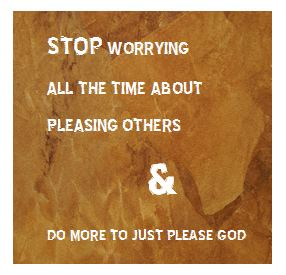 STOP WORRYING
ALL THE TIME ABOUT
PLEASING OTHERS
&
DO MORE TO JUST PLEASE GOD